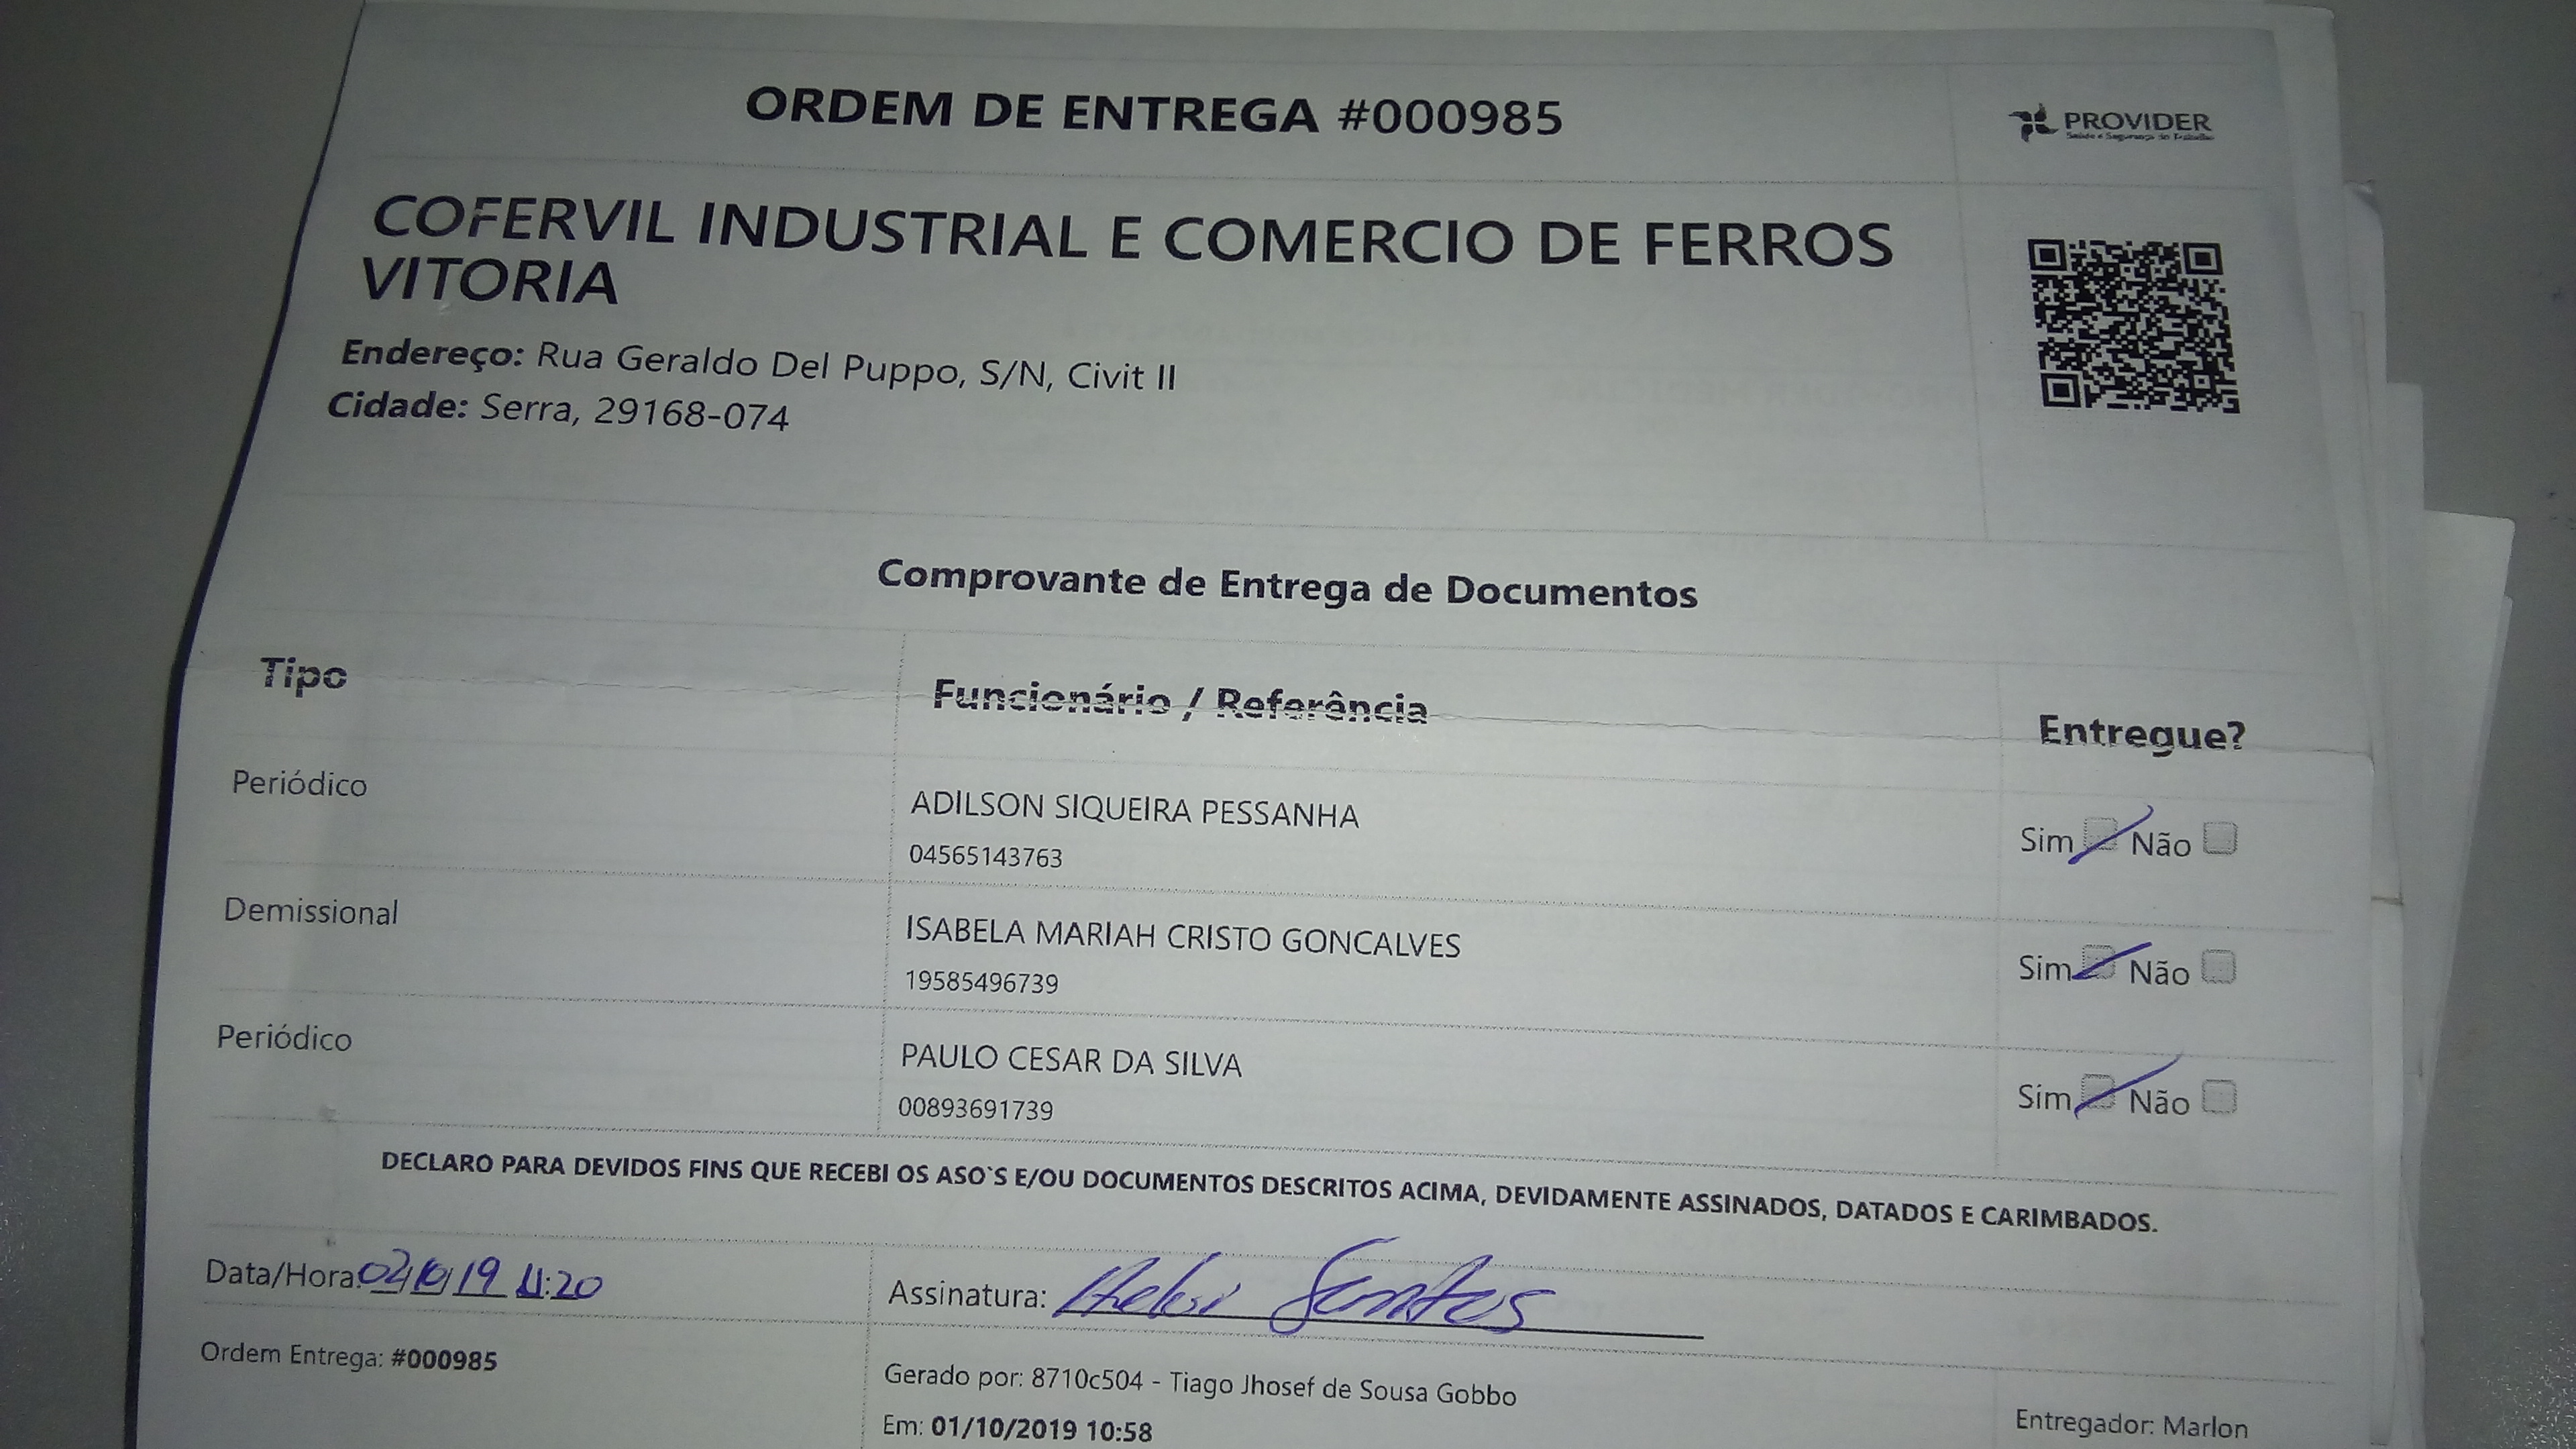 ORDEM DE ENTREGA #000985
PROVIDER
Saúde e Segurança do Trabalho
COFERVIL INDUSTRIAL E COMERCIO DE FERROS
VITORIA
Endereço: Rua Geraldo Del Puppo, S/N, Civit II
Cidade: Serra, 29168-074
Comprovante de Entrega de Documentos
Tipo Funcionário / Referência Entregue?
Periódico ADILSON SIQUEIRA PESSANHA
04565143763 Sim Não
Demissional ISABELA MARIAH CRISTO GONCALVES
19585496739 Sim Não
Periódico PAULO CESAR DA SILVA
00893691739 Sim Não
DECLARO PARA DEVIDOS FINS QUE RECEBI OS ASO`S E/OU DOCUMENTOS DESCRITOS ACIMA, DEVIDAMENTE ASSINADOS, DATADOS E CARIMBADOS.
Data/Hora: 02/10/19 11:20 Assinatura: Santos
Ordem Entrega: #000985 Gerado por: 8710c504 - Tiago Jhosef de Sousa Gobbo
Em: 01/10/2019 10:58 Entregador: Marlon